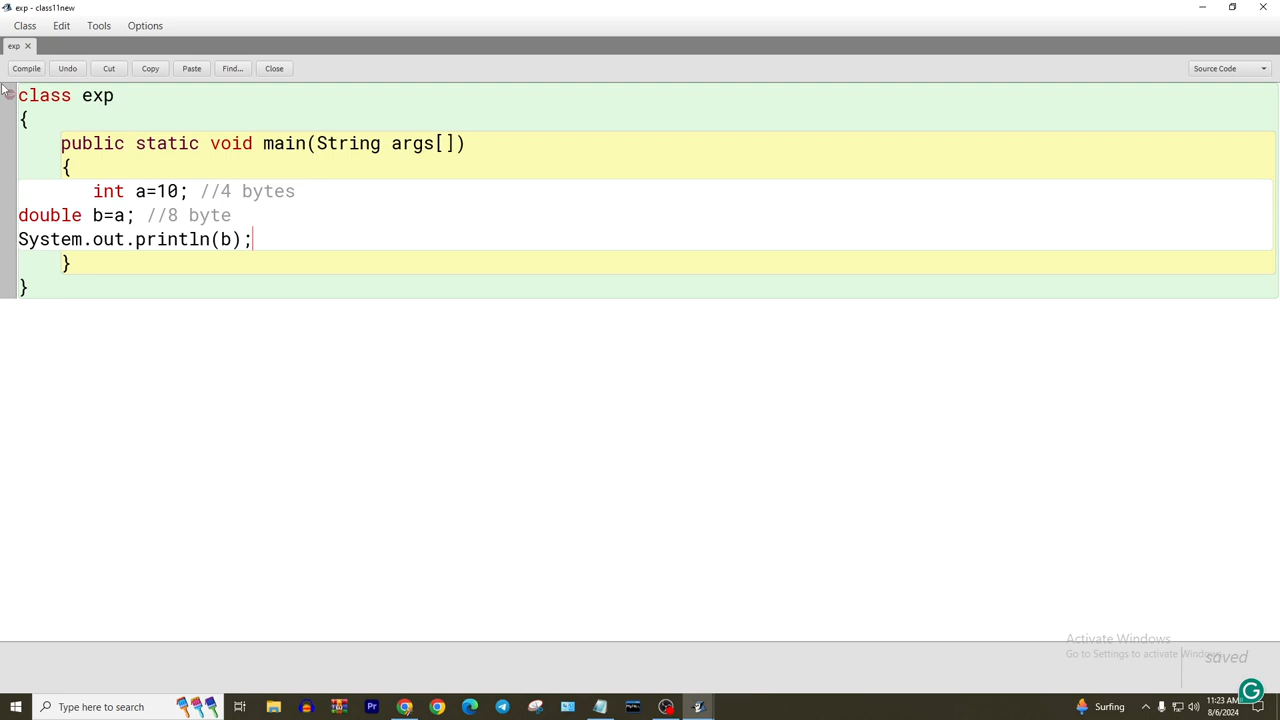 exp - class11new
Class Edit Tools Options
exp ×
Compile Undo Cut Copy Paste Find... Close Source Code
class exp
{
public static void main(String args[])
{
int a=10; //4 bytes
double b=a; //8 byte
System.out.println(b);
}
}
Activate Windows
Go to Settings to activate Windows.
saved
Type here to search
Pr
Surfing
11:23 AM
8/6/2024